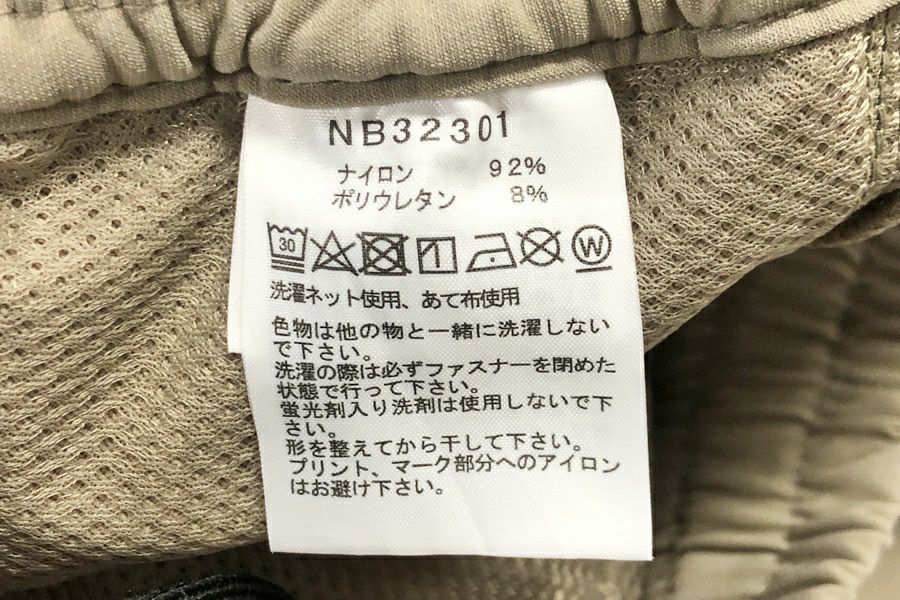 NB32301
ナイロン 92%
ポリウレタン 8%
30 W
洗濯ネット使用、あて布使用
色物は他の物と一緒に洗濯しない
で下さい。
洗濯の際は必ずファスナーを閉めた
状態で行って下さい。
蛍光剤入り洗剤は使用しないで下
さい。
形を整えてから干して下さい。
プリント、マーク部分へのアイロン
はお避け下さい。